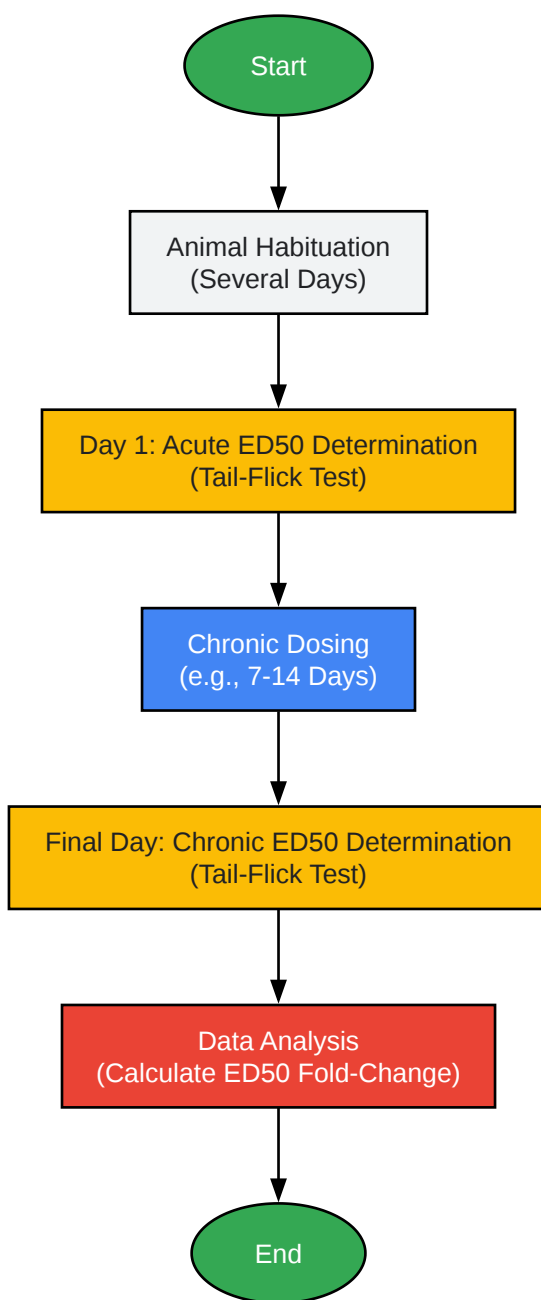 Start
Animal Habituation
(Several Days)
Day 1: Acute ED50 Determination
(Tail-Flick Test)
Chronic Dosing
(e.g., 7-14 Days)
Final Day: Chronic ED50 Determination
(Tail-Flick Test)
Data Analysis
(Calculate ED50 Fold-Change)
End